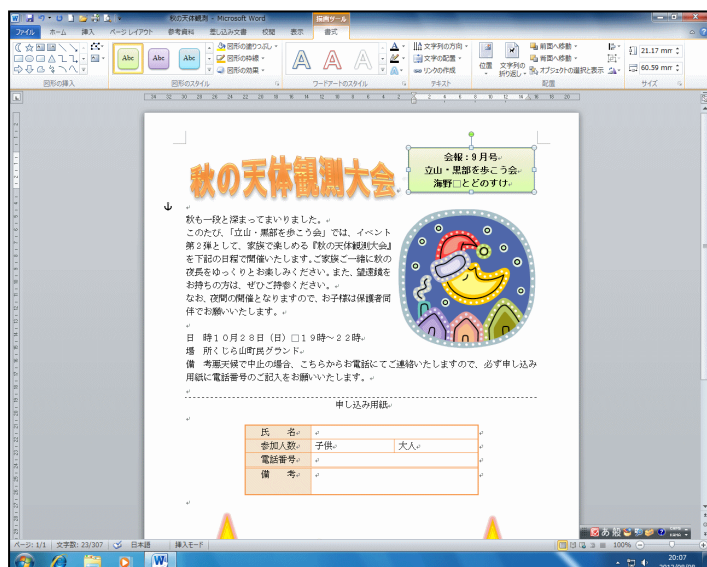 秋の天体観測 - Microsoft Word
描画ツール
ファイル ホーム 挿入 ページ レイアウト 参考資料 差し込み文書 校閲 表示 書式
Abc Abc Abc
図形の塗りつぶし
図形の枠線
図形の効果
A A A
文字列の方向
文字の配置
リンクの作成
位置 文字列の折り返し
前面へ移動
背面へ移動
オブジェクトの選択と表示
21.17 mm
60.59 mm
図形の挿入 図形のスタイル ワードアートのスタイル テキスト 配置 サイズ
会報:9月号
立山・黒部を歩こう会
海野□とどのすけ
秋の天体観測大会
秋も一段と深まってまいりました。
このたび、「立山・黒部を歩こう会」では、イベント
第2弾として、家族で楽しめる『秋の天体観測大会』
を下記の日程で開催いたします。ご家族ご一緒に秋の
夜長をゆっくりとお楽しみください。また、望遠鏡を
お持ちの方は、ぜひご持参ください。
なお、夜間の開催となりますので、お子様は保護者同
伴でお願いいたします。
日 時10月28日(日)□19時~22時
場 所くじら山町民グランド
備 考悪天候で中止の場合、こちらからお電話にてご連絡いたしますので、必ず申し込み
用紙に電話番号のご記入をお願いいたします。
申し込み用紙
氏 名
参加人数 子供 大人
電話番号
備 考
ページ: 1/1 文字数: 23/307 日本語 挿入モード 100%
あ 般
20:07